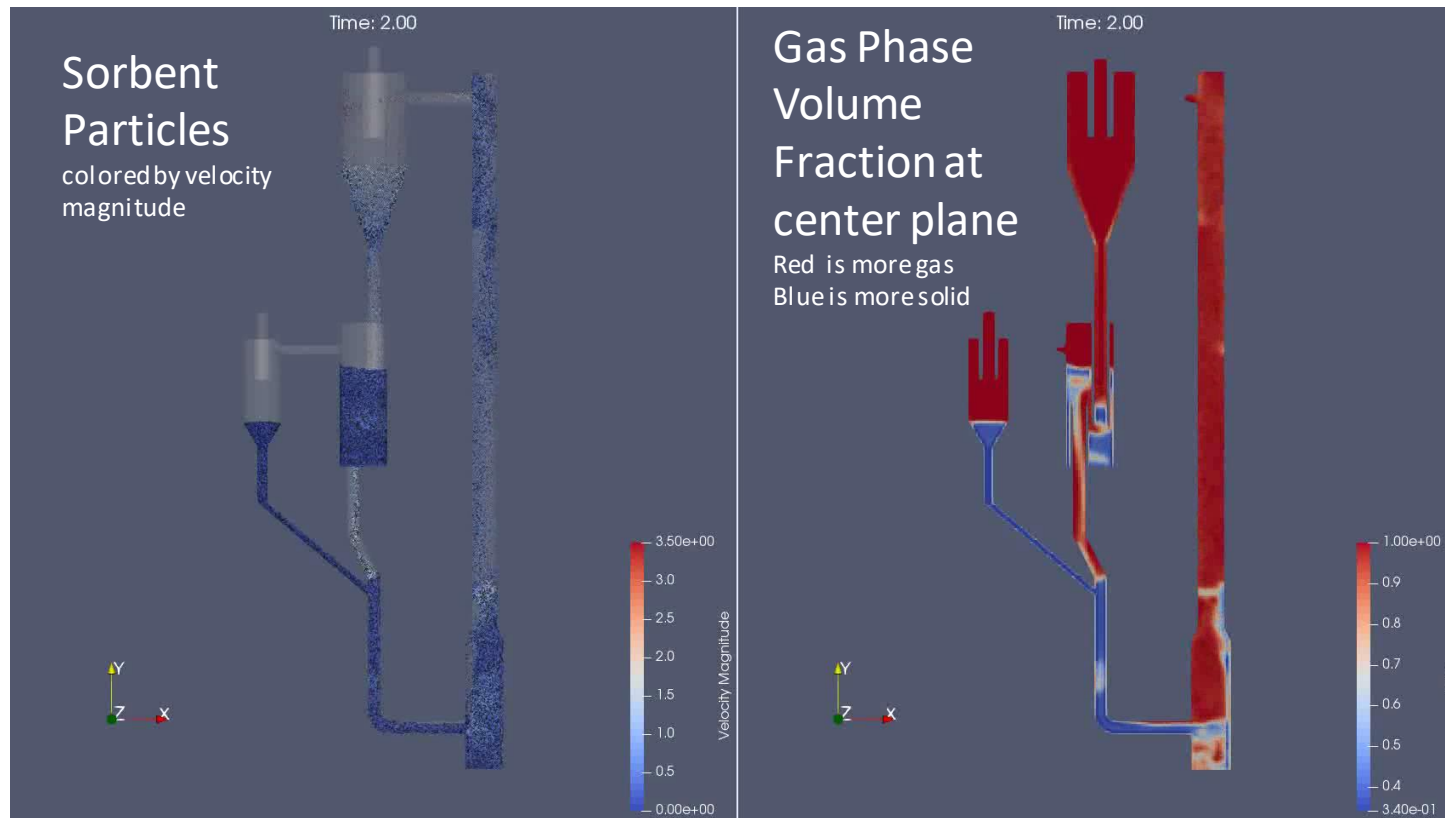 Time: 2.00
Sorbent
Particles
colored by velocity
magnitude
3.50e+00
3.0
2.5
2.0
1.5
1.0
0.5
0.00e+00
Velocity Magnitude
Y
Z
X
Time: 2.00
Gas Phase
Volume
Fraction at
center plane
Red is more gas
Blue is more solid
1.00e+00
0.9
0.8
0.7
0.6
0.5
0.4
3.40e-01
Y
Z
X